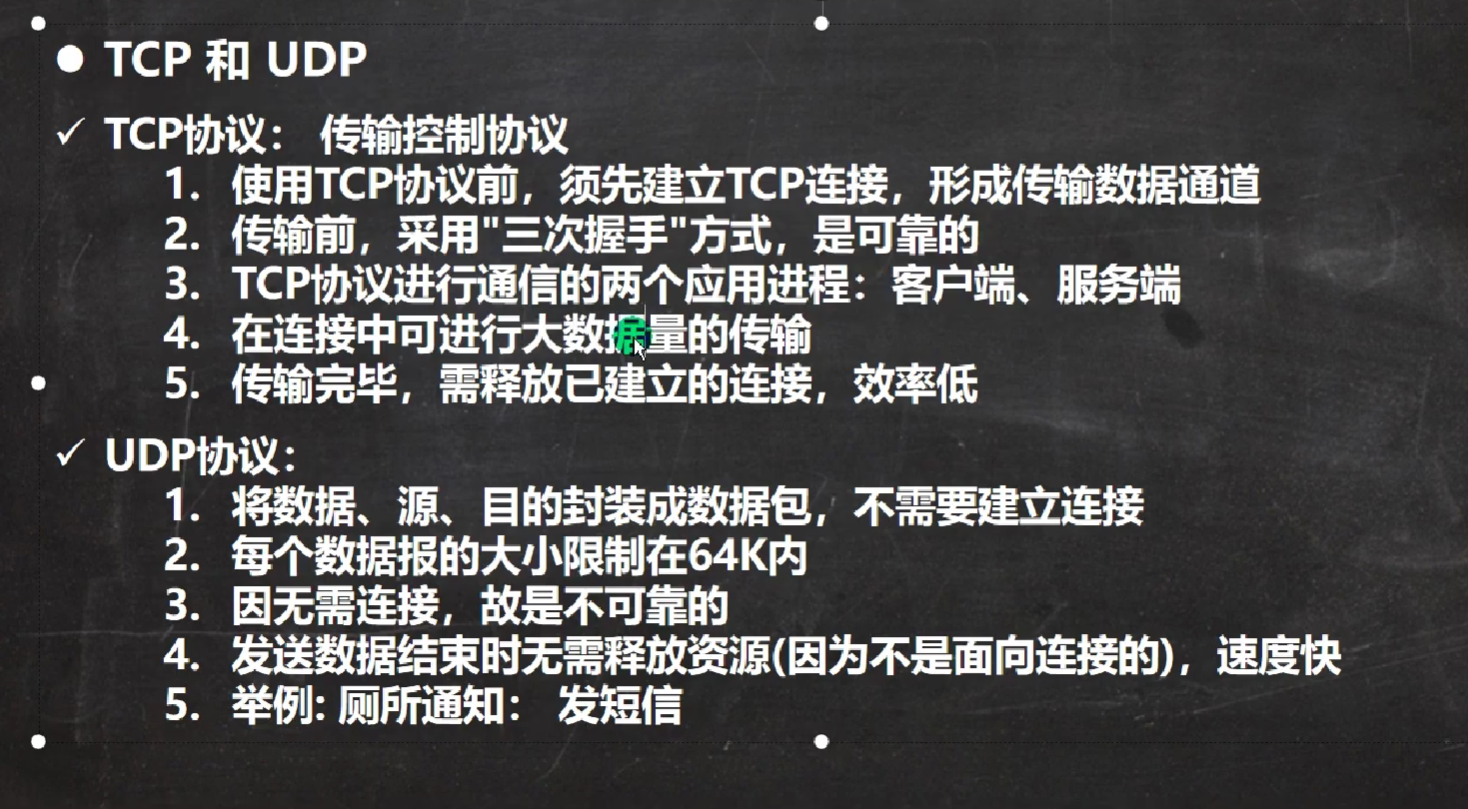 ● TCP 和 UDP
✓ TCP协议： 传输控制协议
1. 使用TCP协议前，须先建立TCP连接，形成传输数据通道
2. 传输前，采用"三次握手"方式，是可靠的
3. TCP协议进行通信的两个应用进程：客户端、服务端
4. 在连接中可进行大数据量的传输
5. 传输完毕，需释放已建立的连接，效率低
✓ UDP协议：
1. 将数据、源、目的封装成数据包，不需要建立连接
2. 每个数据报的大小限制在64K内
3. 因无需连接，故是不可靠的
4. 发送数据结束时无需释放资源(因为不是面向连接的)，速度快
5. 举例: 厕所通知： 发短信